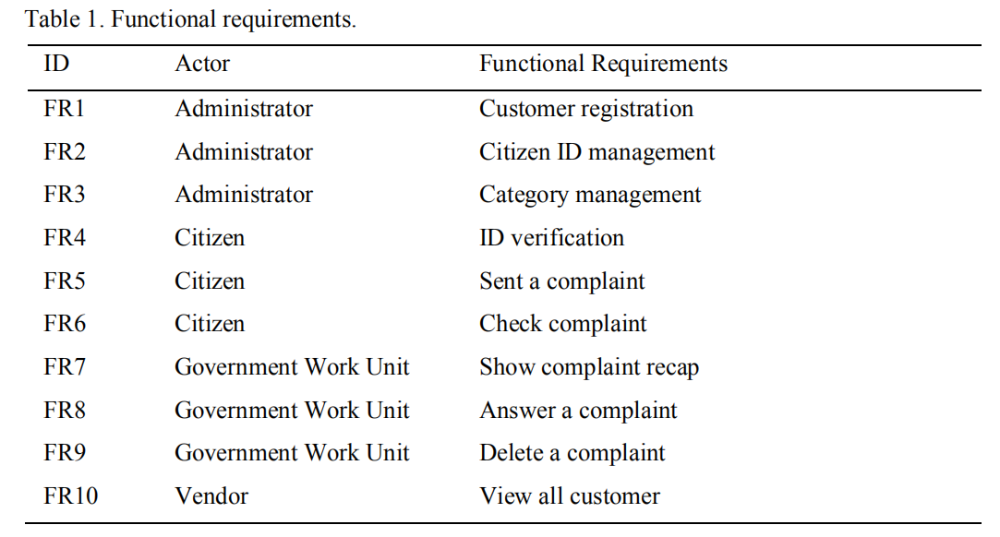 Table 1. Functional requirements.
ID Actor Functional Requirements
FR1 Administrator Customer registration
FR2 Administrator Citizen ID management
FR3 Administrator Category management
FR4 Citizen ID verification
FR5 Citizen Sent a complaint
FR6 Citizen Check complaint
FR7 Government Work Unit Show complaint recap
FR8 Government Work Unit Answer a complaint
FR9 Government Work Unit Delete a complaint
FR10 Vendor View all customer